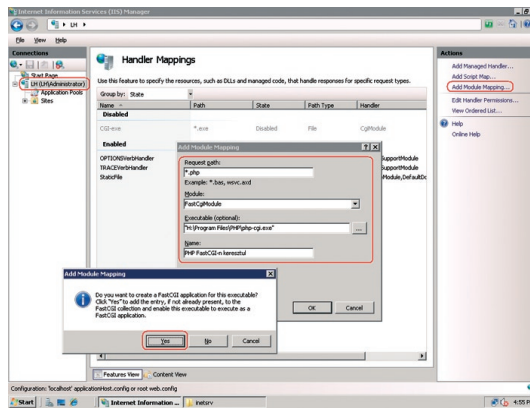 Internet Information Services (IIS) Manager
LH
File View Help
Connections
Start Page
LH (LH\Administrator)
Application Pools
Sites
Handler Mappings
Use this feature to specify the resources, such as DLLs and managed code, that handle responses for specific request types.
Group by: State
Name Path State Path Type Handler
Disabled
CGI-exe *.exe Disabled File CgiModule
Enabled
OPTIONSVerbHandler
TRACEVerbHandler
StaticFile
SupportModule
SupportModule
Module,DefaultDo
Add Module Mapping
Request path:
*.php
Example: *.bas, wsvc.axd
Module:
FastCgiModule
Executable (optional):
"H:\Program Files\PHP\php-cgi.exe"
...
Name:
PHP FastCGI-n keresztul
OK Cancel
Add Module Mapping
Do you want to create a FastCGI application for this executable?
Click "Yes" to add the entry, if not already present, to the
FastCGI collection and enable this executable to execute as a
FastCGI application.
Yes No Cancel
Features View Content View
Actions
Add Managed Handler...
Add Script Map...
Add Module Mapping...
Edit Handler Permissions...
View Ordered List...
Help
Online Help
Configuration: 'localhost' applicationHost.config or root web.config
Start Internet Information ... inetsrv 4:55 P